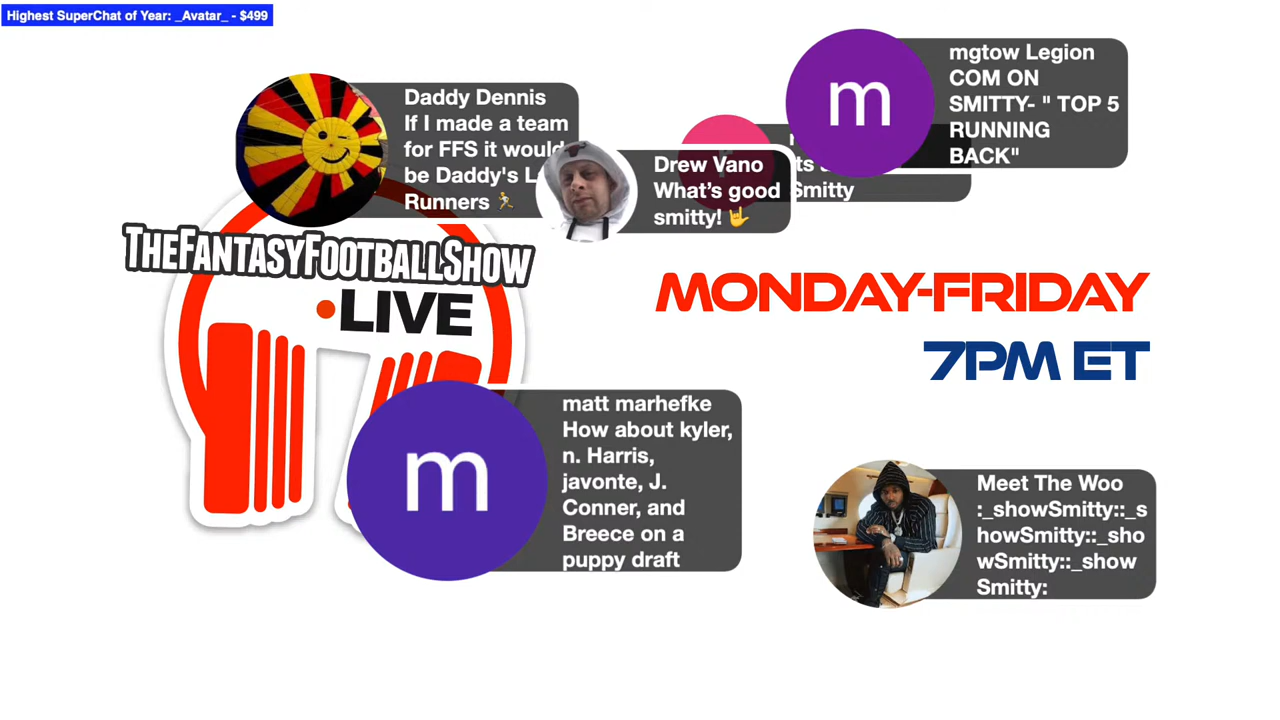 Highest SuperChat of Year: _Avatar_ - $499
mgtow Legion
COM ON
SMITTY- " TOP 5
RUNNING
BACK"
Daddy Dennis
If I made a team
for FFS it would
be Daddy's L
Runners 🏃
Drew Vano
What's good
smitty! 🤟
Smitty
THEFANTASYFOOTBALLSHOW
LIVE
MONDAY-FRIDAY
7PM ET
m
m
matt marhefke
How about kyler,
n. Harris,
javonte, J.
Conner, and
Breece on a
puppy draft
Meet The Woo
:_showSmitty::_s
howSmitty::_sho
wSmitty::_show
Smitty: